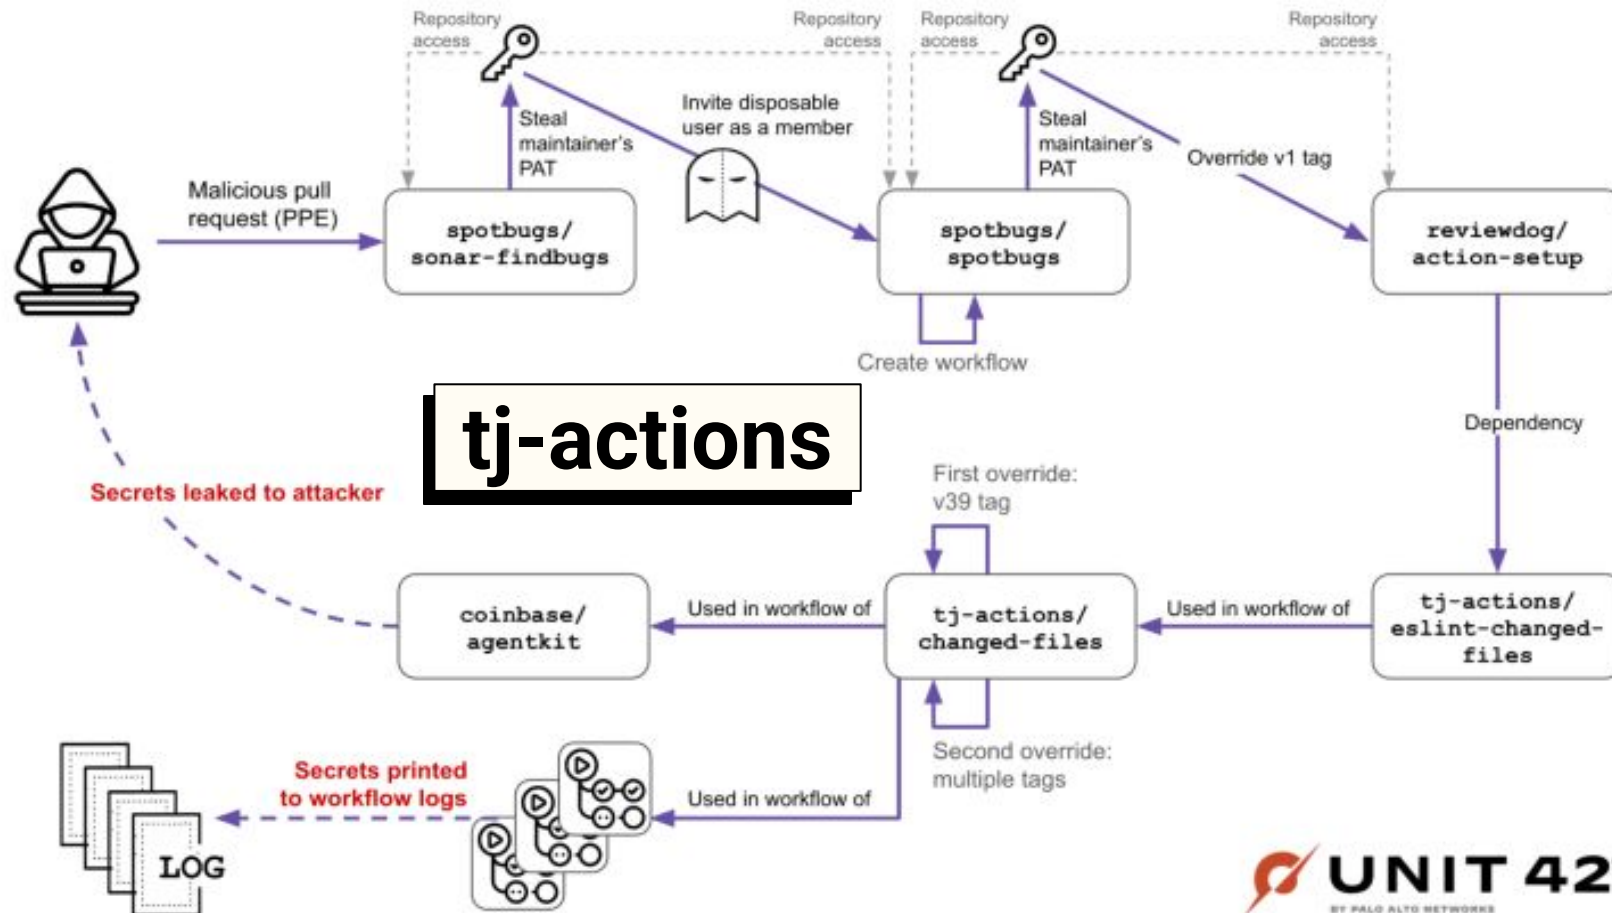 Repository
access
Repository
access
Repository
access
Repository
access
Steal
maintainer's
PAT
Invite disposable
user as a member
Steal
maintainer's
PAT
Override v1 tag
Malicious pull
request (PPE)
spotbugs/
sonar-findbugs
spotbugs/
spotbugs
reviewdog/
action-setup
Create workflow
tj-actions
Dependency
Secrets leaked to attacker
First override:
v39 tag
coinbase/
agentkit
Used in workflow of
tj-actions/
changed-files
Used in workflow of
tj-actions/
eslint-changed-
files
Second override:
multiple tags
Secrets printed
to workflow logs
Used in workflow of
LOG
UNIT 42
BY PALO ALTO NETWORKS